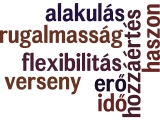 alakulás
rugalmasság
flexibilitás
verseny erő
idő
hozzáértés
haszon